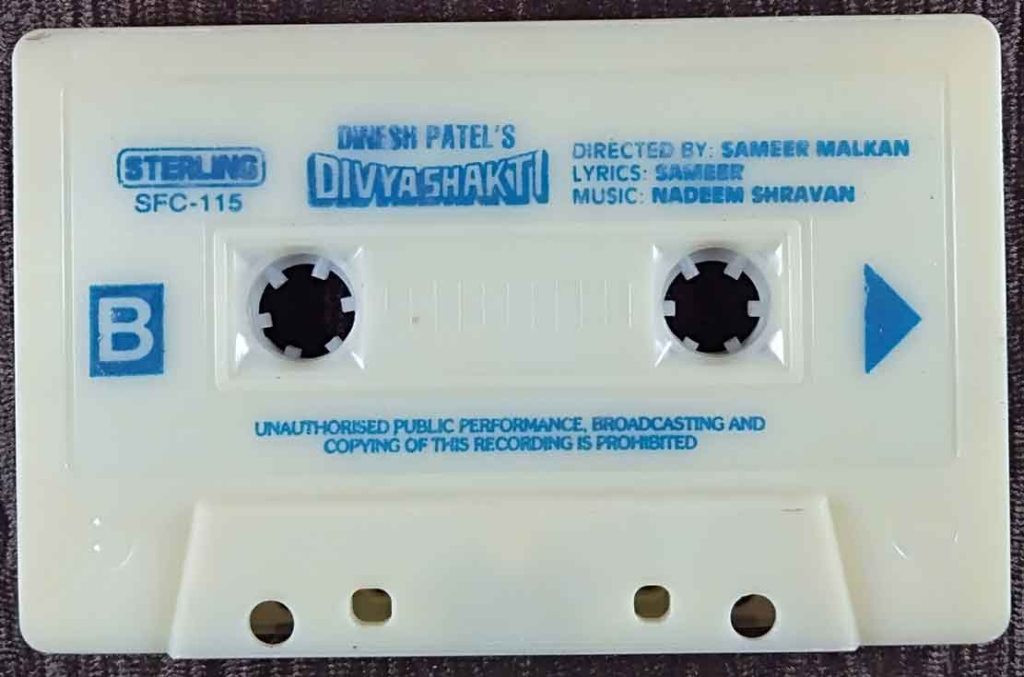 STERLING
SFC-115
DINESH PATEL'S
DIVYASHAKTI
DIRECTED BY: SAMEER MALKAN
LYRICS: SAMEER
MUSIC: NADEEM SHRAVAN
B
UNAUTHORISED PUBLIC PERFORMANCE, BROADCASTING AND
COPYING OF THIS RECORDING IS PROHIBITED